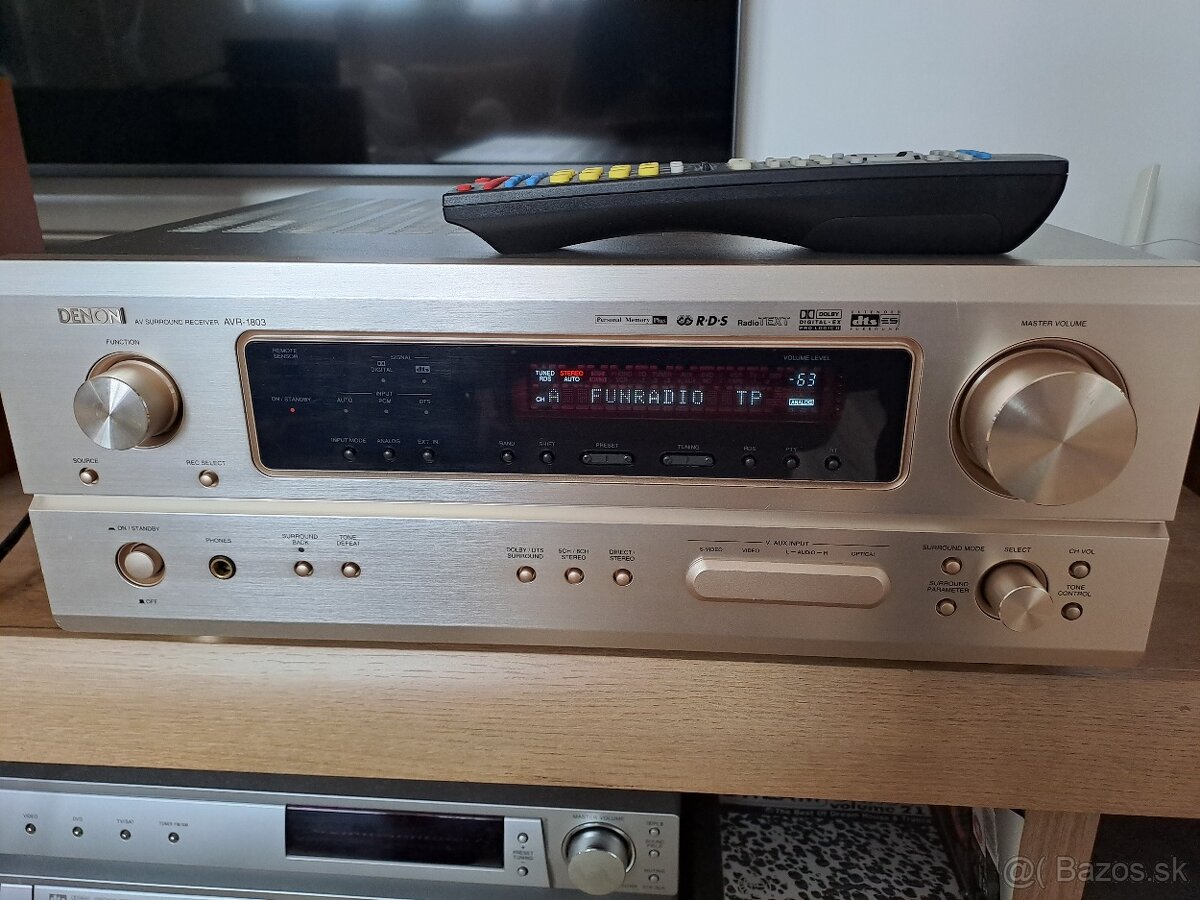 DENON
AV SURROUND RECEIVER AVR-1803
Personal Memory Plus
R·D·S
Radio TEXT
DOLBY
DIGITAL·EX
PRO LOGIC II
EXTENDED
dts ES
SURROUND
MASTER VOLUME
FUNCTION
REMOTE
SENSOR
SIGNAL
DIGITAL
dts
ON / STANDBY
INPUT
AUTO
PCM
DTS
INPUT MODE
ANALOG
EXT. IN
VOLUME LEVEL
TUNED
STEREO
RDS
AUTO
-63
CH A FUNRADIO TP
ANALOG
BAND
SHIFT
PRESET
TUNING
RDS
PTY
RT
SOURCE
REC SELECT
ON / STANDBY
OFF
PHONES
SURROUND
BACK
TONE
DEFEAT
DOLBY / DTS
SURROUND
5CH / 6CH
STEREO
DIRECT /
STEREO
V. AUX INPUT
S-VIDEO
VIDEO
L — AUDIO — R
OPTICAL
SURROUND MODE
SELECT
CH VOL
SURROUND
PARAMETER
TONE
CONTROL
VIDEO
DVD
TV/SAT
TUNER FM/AM
PRESET
TUNING
MASTER VOLUME
MUTING
volume 21
@( Bazos.sk